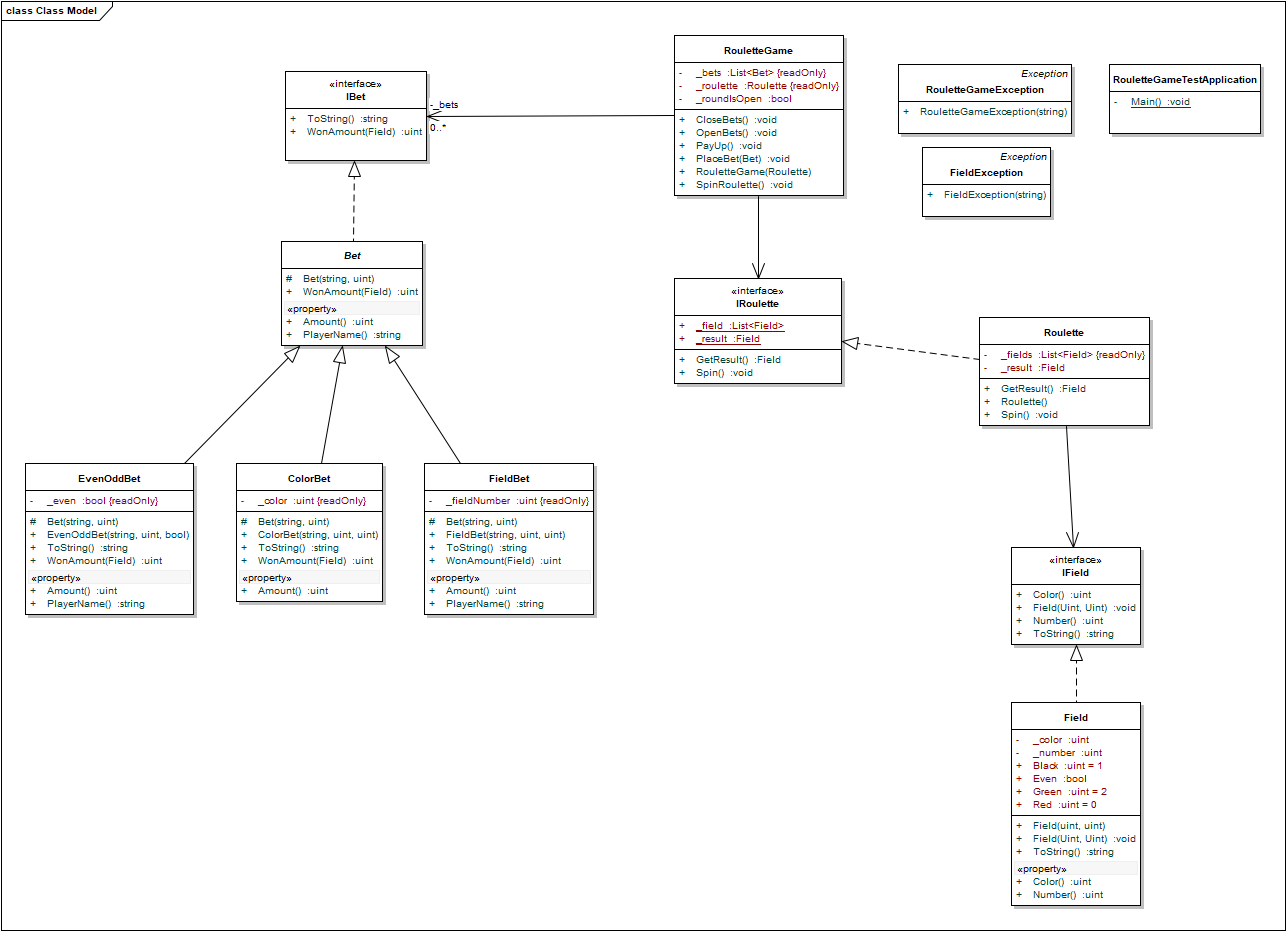 class Class Model
«interface»
IBet
+ ToString() :string
+ WonAmount(Field) :uint
-_bets
0..*
RouletteGame
- _bets :List<Bet> {readOnly}
- _roulette :Roulette {readOnly}
- _roundIsOpen :bool
+ CloseBets() :void
+ OpenBets() :void
+ PayUp() :void
+ PlaceBet(Bet) :void
+ RouletteGame(Roulette)
+ SpinRoulette() :void
Exception
RouletteGameException
+ RouletteGameException(string)
RouletteGameTestApplication
- Main() :void
Exception
FieldException
+ FieldException(string)
Bet
# Bet(string, uint)
+ WonAmount(Field) :uint
«property»
+ Amount() :uint
+ PlayerName() :string
«interface»
IRoulette
+ _field :List<Field>
+ _result :Field
+ GetResult() :Field
+ Spin() :void
Roulette
- _fields :List<Field> {readOnly}
- _result :Field
+ GetResult() :Field
+ Roulette()
+ Spin() :void
EvenOddBet
- _even :bool {readOnly}
# Bet(string, uint)
+ EvenOddBet(string, uint, bool)
+ ToString() :string
+ WonAmount(Field) :uint
«property»
+ Amount() :uint
+ PlayerName() :string
ColorBet
- _color :uint {readOnly}
# Bet(string, uint)
+ ColorBet(string, uint, uint)
+ ToString() :string
+ WonAmount(Field) :uint
«property»
+ Amount() :uint
FieldBet
- _fieldNumber :uint {readOnly}
# Bet(string, uint)
+ FieldBet(string, uint, uint)
+ ToString() :string
+ WonAmount(Field) :uint
«property»
+ Amount() :uint
+ PlayerName() :string
«interface»
IField
+ Color() :uint
+ Field(Uint, Uint) :void
+ Number() :uint
+ ToString() :string
Field
- _color :uint
- _number :uint
+ Black :uint = 1
+ Even :bool
+ Green :uint = 2
+ Red :uint = 0
+ Field(uint, uint)
+ Field(Uint, Uint) :void
+ ToString() :string
«property»
+ Color() :uint
+ Number() :uint